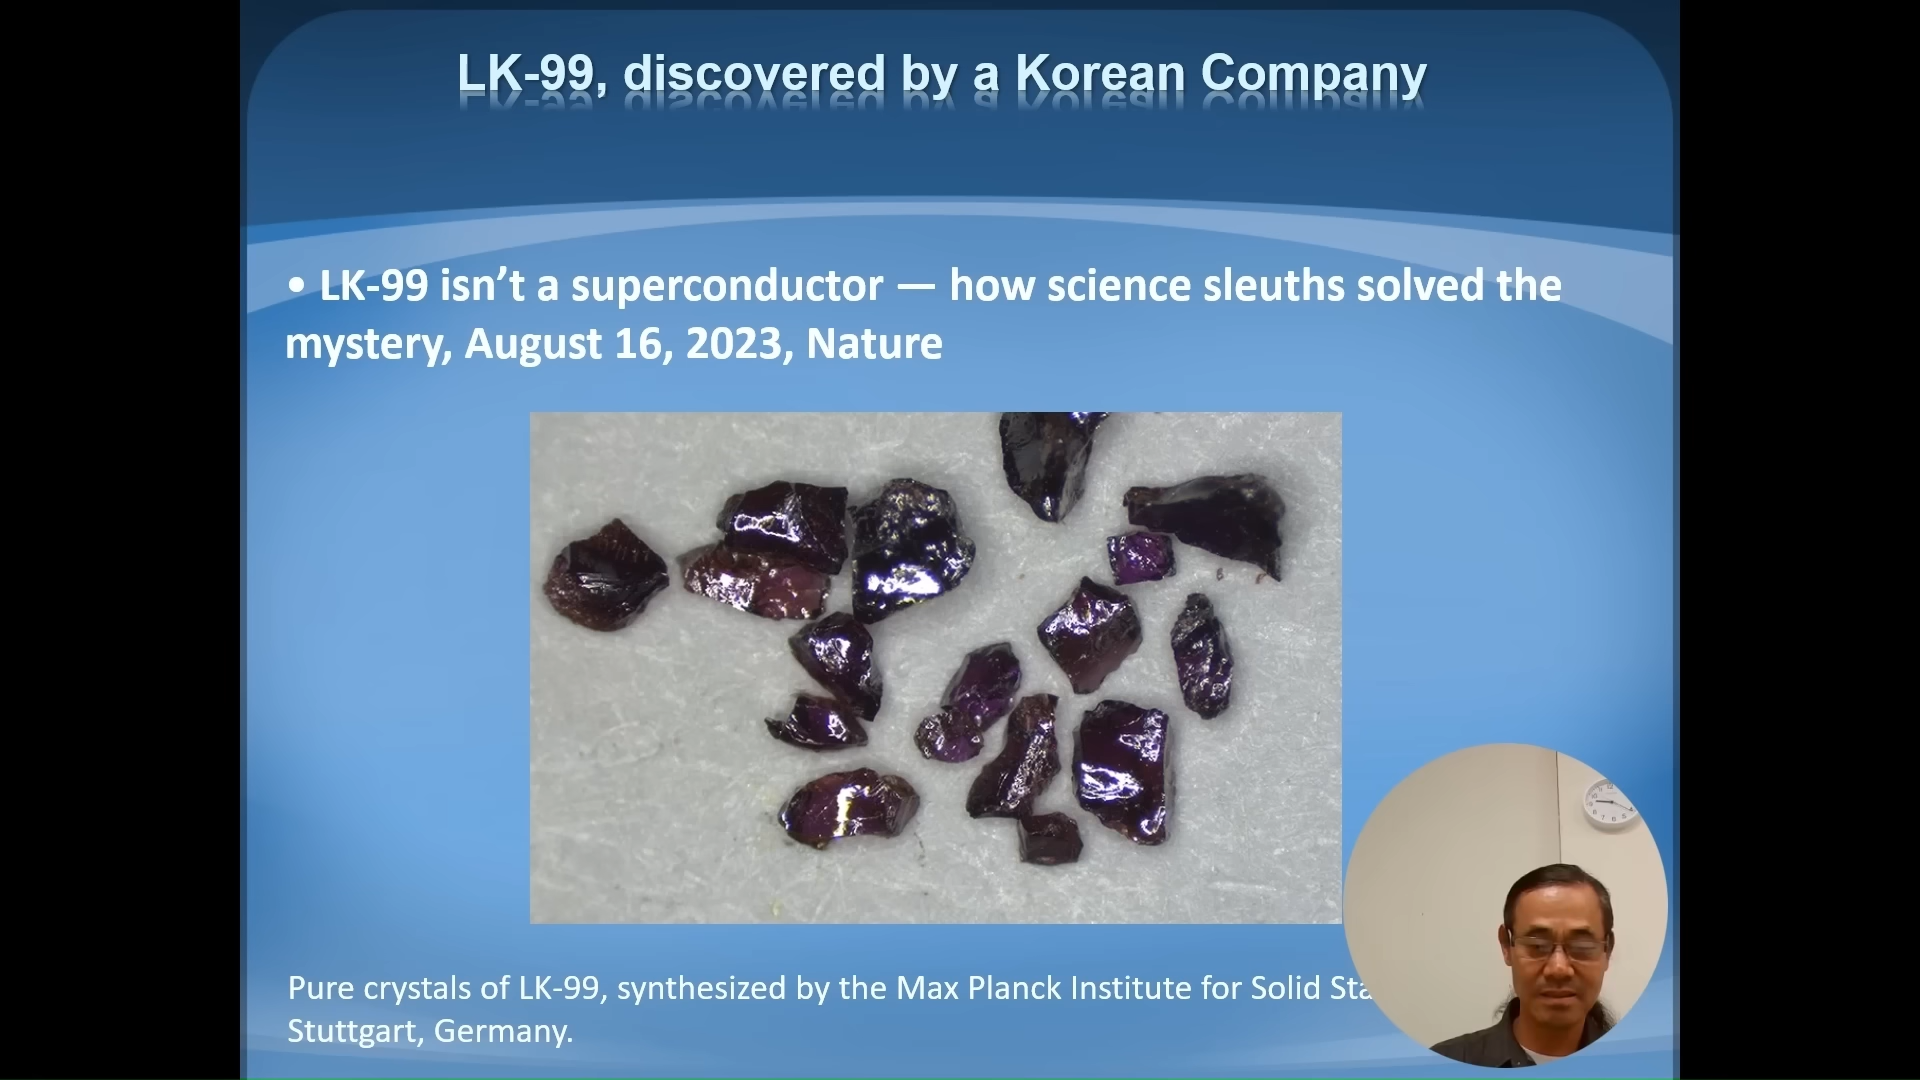 LK-99, discovered by a Korean Company
• LK-99 isn’t a superconductor — how science sleuths solved the
mystery, August 16, 2023, Nature
Pure crystals of LK-99, synthesized by the Max Planck Institute for Solid
Stuttgart, Germany.